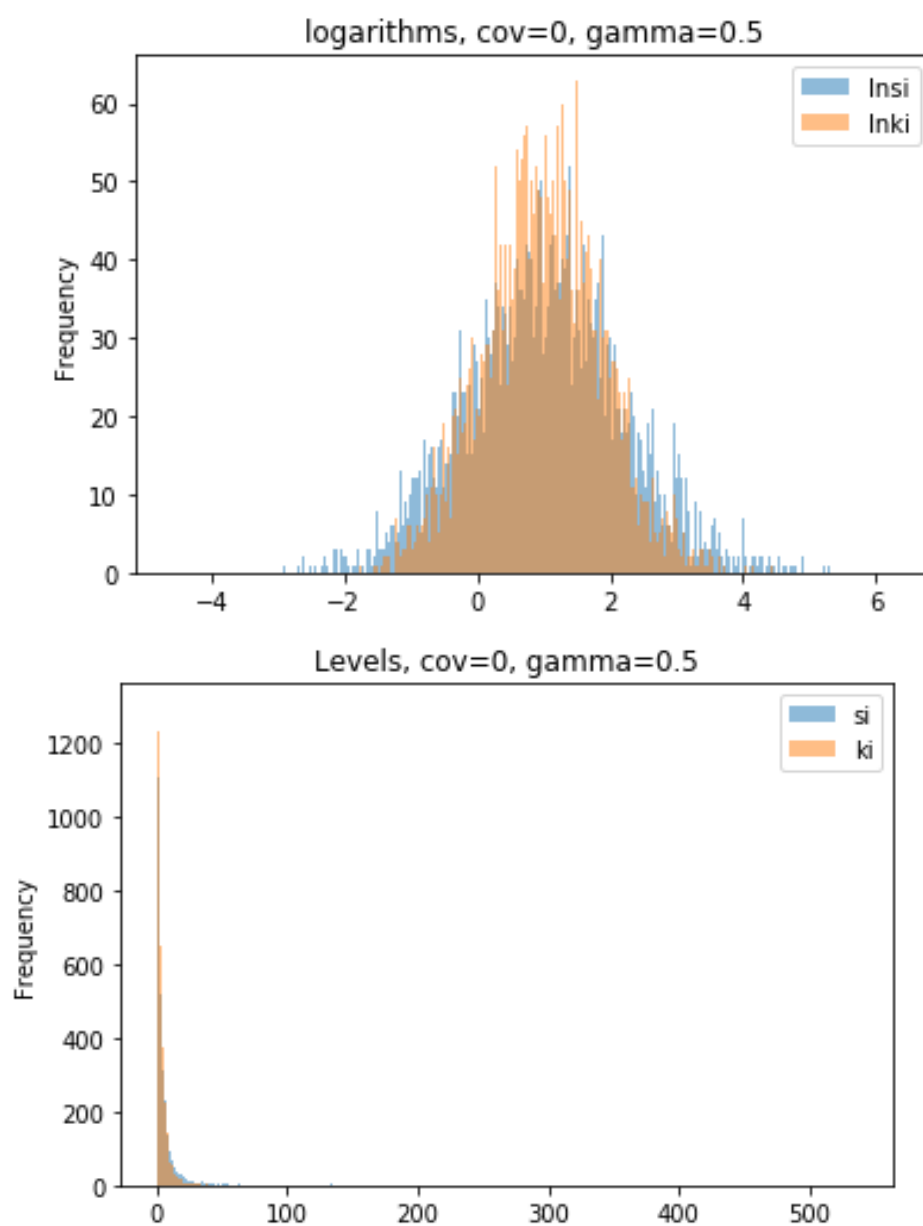 logarithms, cov=0, gamma=0.5
lnsi
lnki
Frequency
60
50
40
30
20
10
0
−4 −2 0 2 4 6
Levels, cov=0, gamma=0.5
si
ki
Frequency
1200
1000
800
600
400
200
0
0 100 200 300 400 500